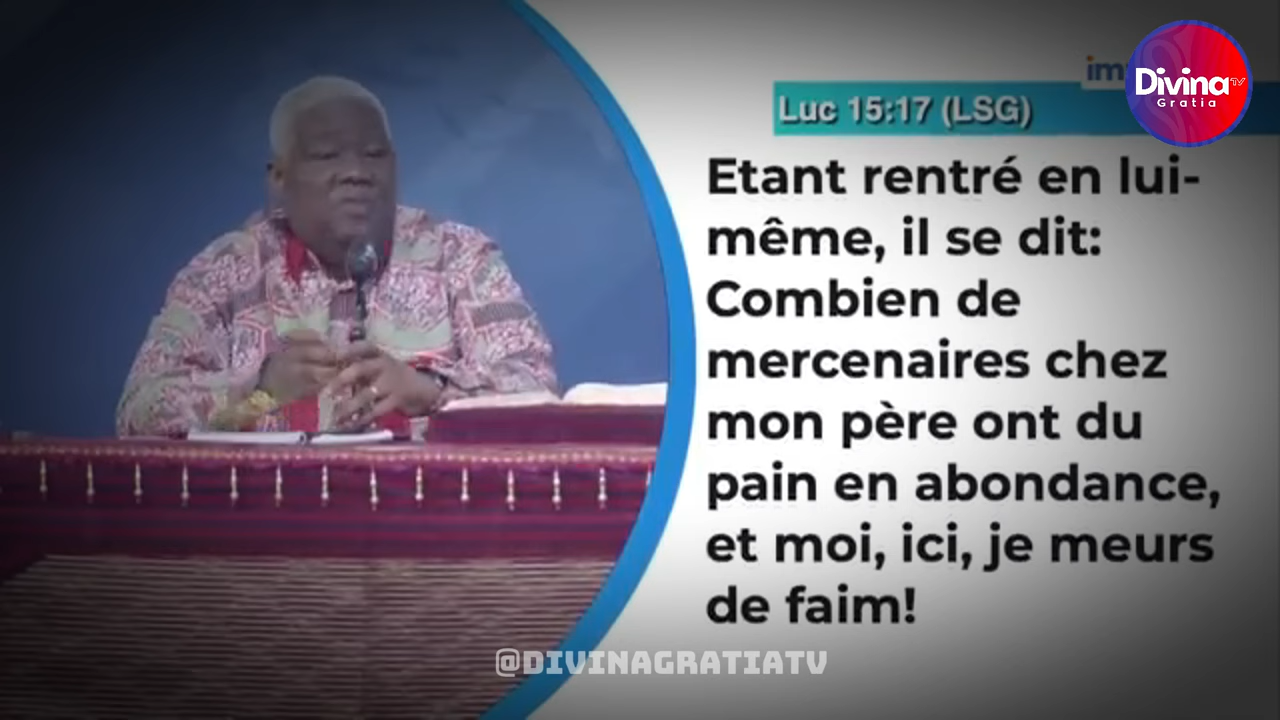 Divina TV
Gratia
Luc 15:17 (LSG)
Etant rentré en lui-
même, il se dit:
Combien de
mercenaires chez
mon père ont du
pain en abondance,
et moi, ici, je meurs
de faim!
@DIVINAGRATIATV